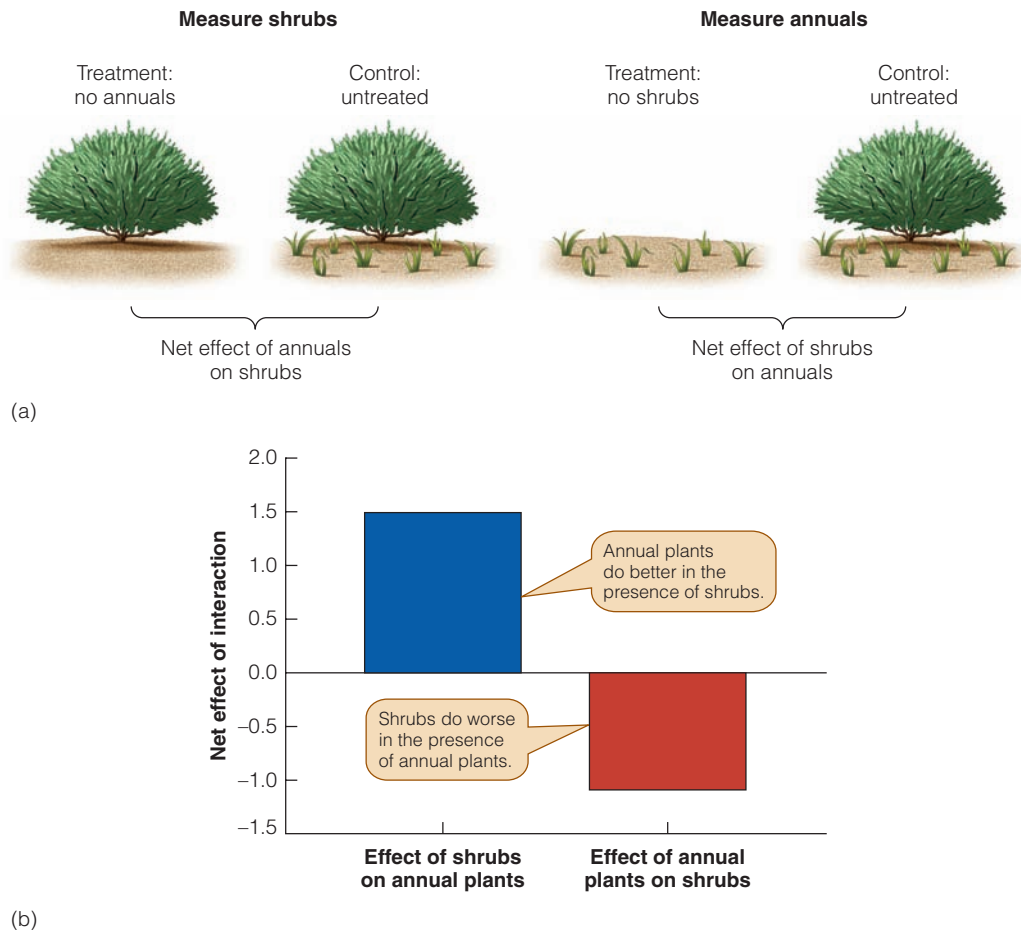 Measure shrubs
Measure annuals
Treatment:
no annuals
Control:
untreated
Treatment:
no shrubs
Control:
untreated
Net effect of annuals
on shrubs
Net effect of shrubs
on annuals
(a)
Net effect of interaction
2.0
1.5
1.0
0.5
0.0
−0.5
−1.0
−1.5
Annual plants
do better in the
presence of shrubs.
Shrubs do worse
in the presence
of annual plants.
Effect of shrubs
on annual plants
Effect of annual
plants on shrubs
(b)